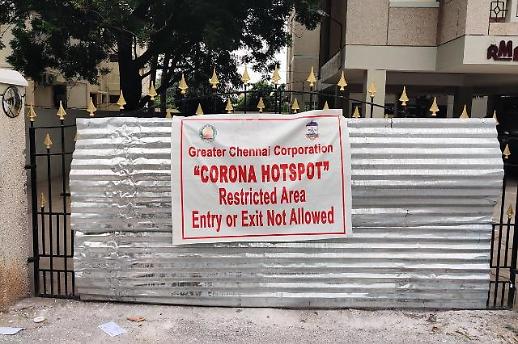 Greater Chennai Corporation
"CORONA HOTSPOT"
Restricted Area
Entry or Exit Not Allowed